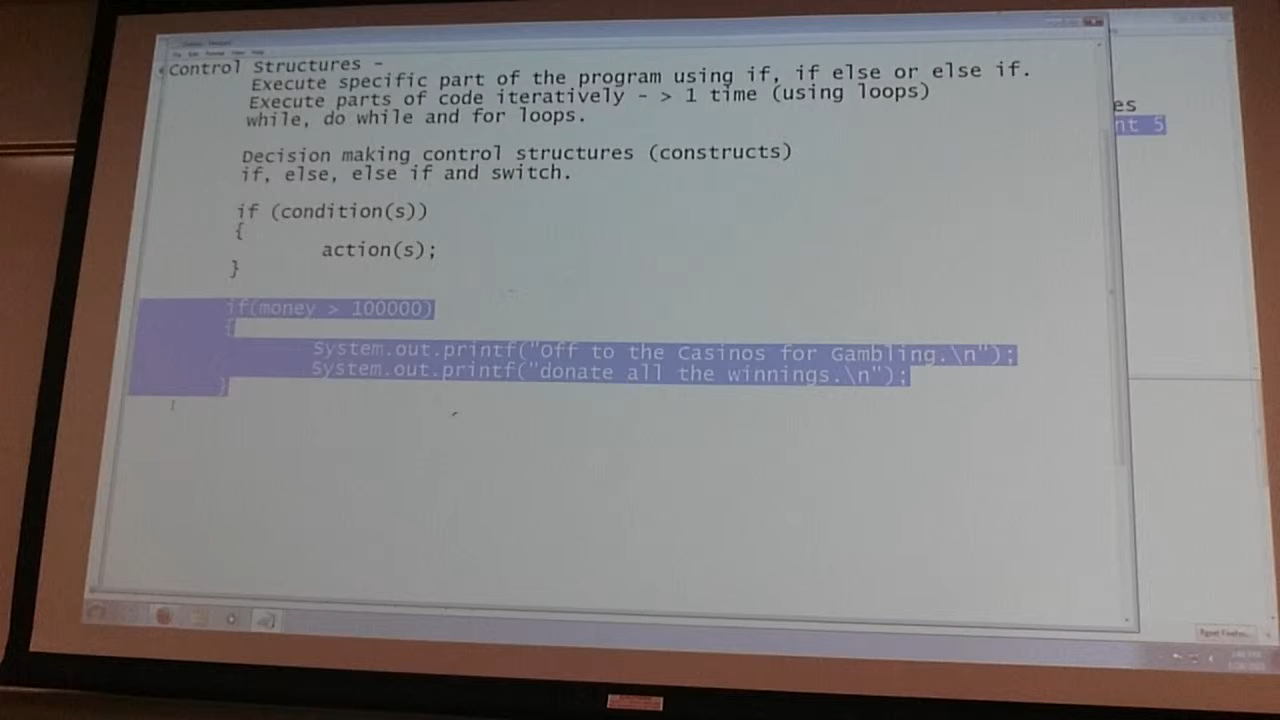 Control Structures -
Execute specific part of the program using if, if else or else if.
Execute parts of code iteratively - > 1 time (using loops)
while, do while and for loops.
Decision making control structures (constructs)
if, else, else if and switch.
if (condition(s))
{
action(s);
}
if(money > 100000)
{
System.out.printf("Off to the Casinos for Gambling.\n");
System.out.printf("donate all the winnings.\n");
}
es
nt 5